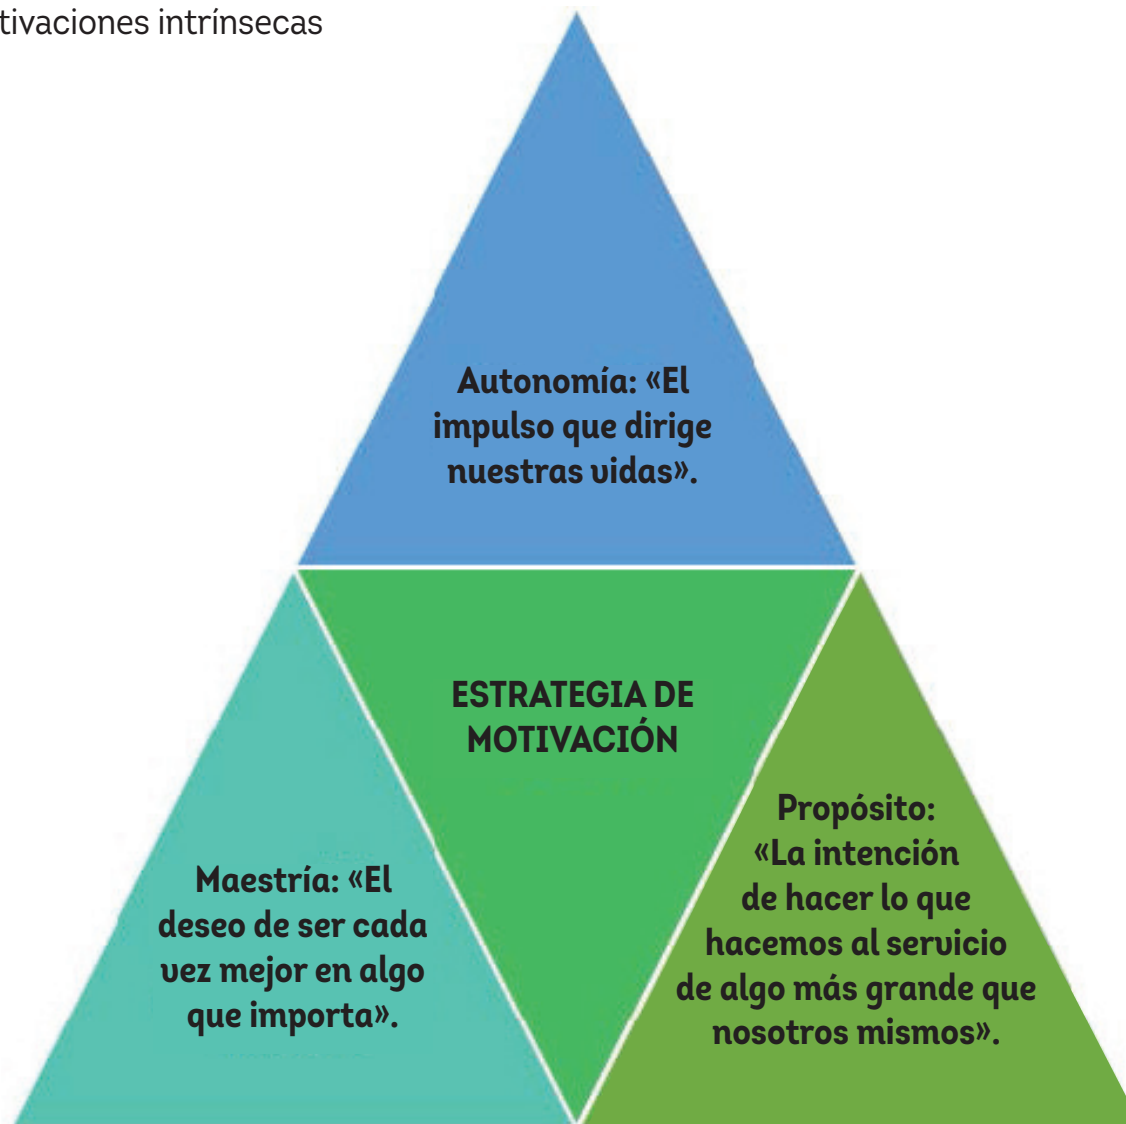 tivaciones intrínsecas
Autonomía: «El
impulso que dirige
nuestras vidas».
ESTRATEGIA DE
MOTIVACIÓN
Maestría: «El
deseo de ser cada
vez mejor en algo
que importa».
Propósito:
«La intención
de hacer lo que
hacemos al servicio
de algo más grande que
nosotros mismos».